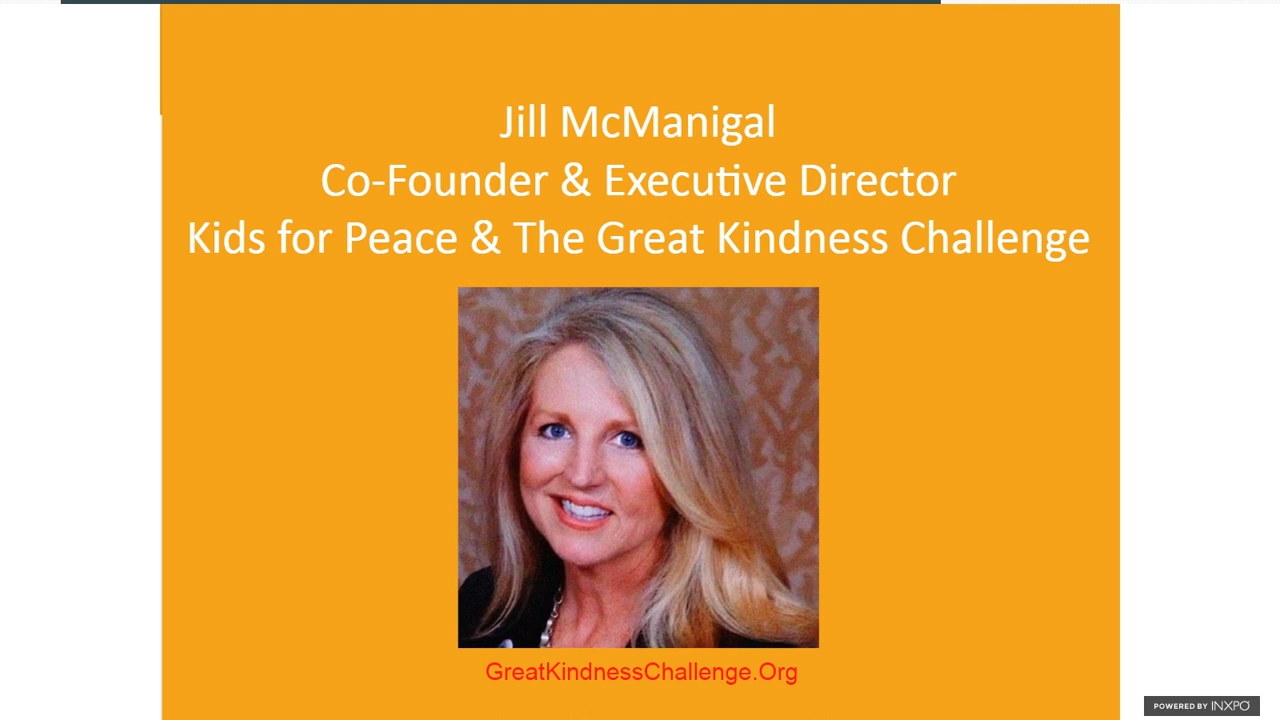 Jill McManigal
Co-Founder & Executive Director
Kids for Peace & The Great Kindness Challenge
GreatKindnessChallenge.Org
POWERED BY INXPO